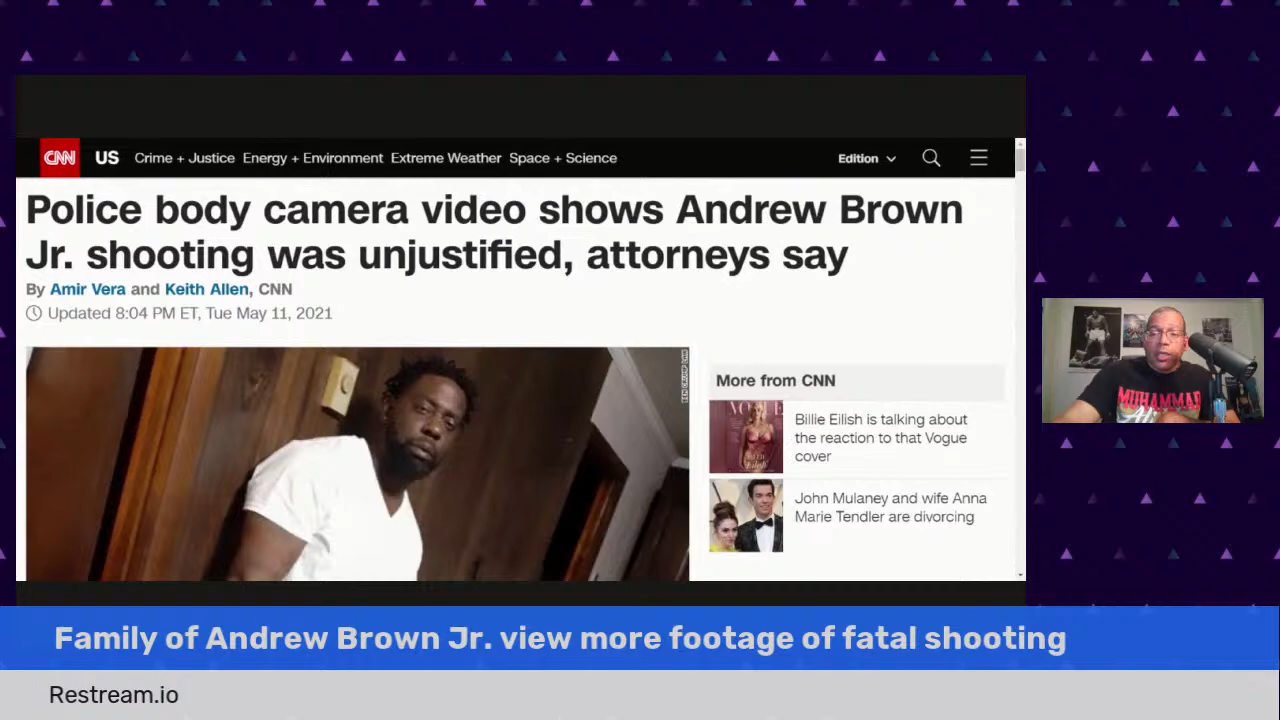 CNN US Crime + Justice Energy + Environment Extreme Weather Space + Science Edition
Police body camera video shows Andrew Brown
Jr. shooting was unjustified, attorneys say
By Amir Vera and Keith Allen, CNN
Updated 8:04 PM ET, Tue May 11, 2021
More from CNN
VOGUE
Billie Eilish is talking about
the reaction to that Vogue
cover
John Mulaney and wife Anna
Marie Tendler are divorcing
MUHAMMAD
Family of Andrew Brown Jr. view more footage of fatal shooting
Restream.io